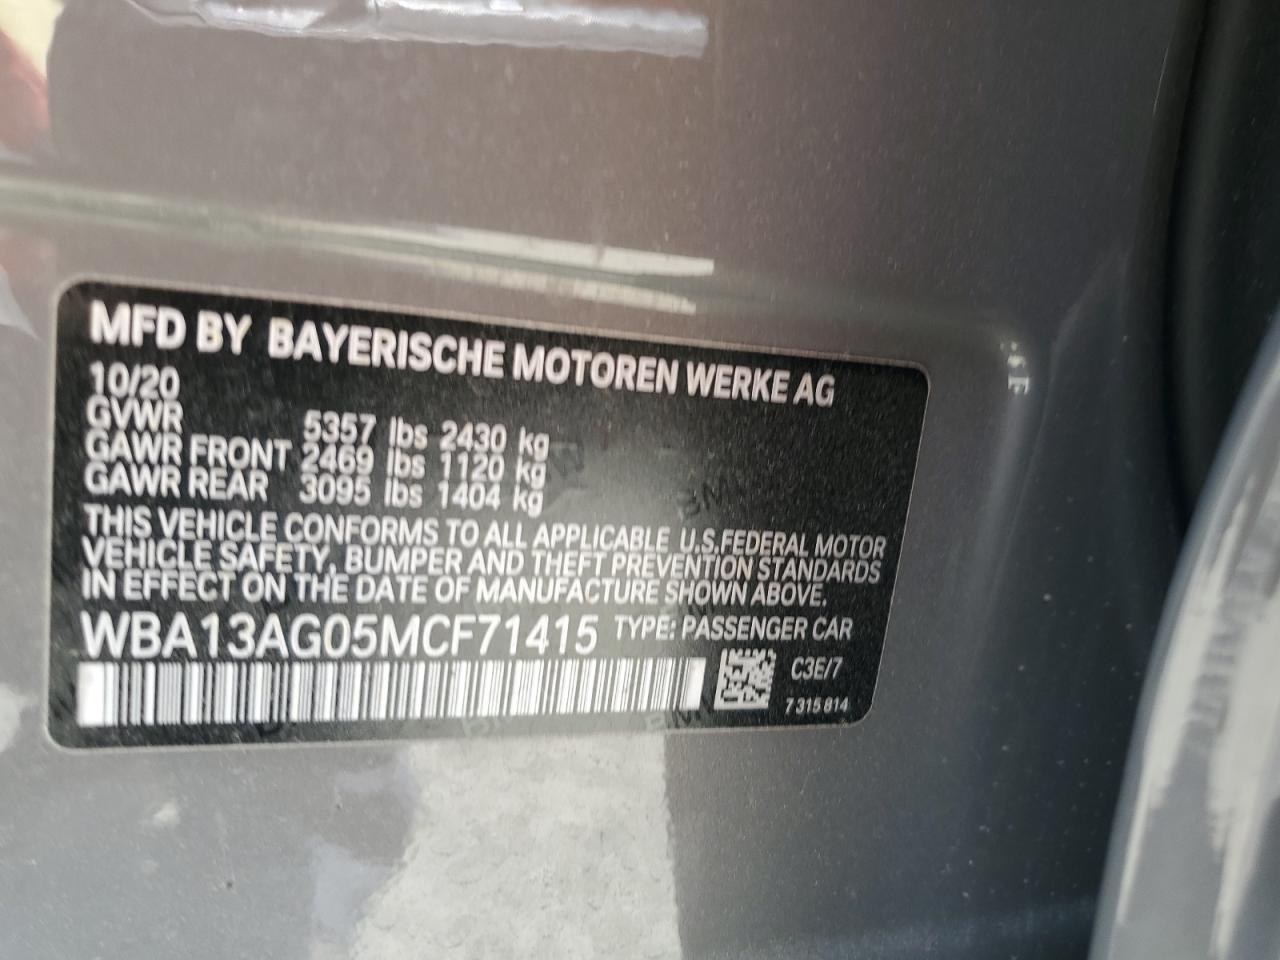 MFD BY BAYERISCHE MOTOREN WERKE AG
10/20
GVWR 5357 lbs 2430 kg
GAWR FRONT 2469 lbs 1120 kg
GAWR REAR 3095 lbs 1404 kg
THIS VEHICLE CONFORMS TO ALL APPLICABLE U.S.FEDERAL MOTOR
VEHICLE SAFETY, BUMPER AND THEFT PREVENTION STANDARDS
IN EFFECT ON THE DATE OF MANUFACTURE SHOWN ABOVE.
WBA13AG05MCF71415 TYPE: PASSENGER CAR
C3E/7
7 315 814